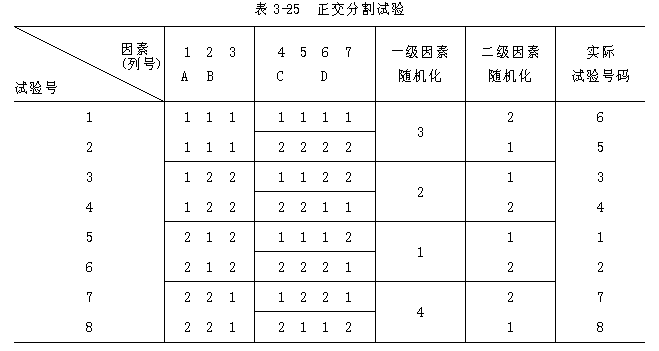 表 3-25 正交分割试验
因素 1 2 3 4 5 6 7 一级因素 二级因素 实际
(列号) A B C D 随机化 随机化 试验号码
试验号
1 1 1 1 1 1 1 1 2 6
3
2 1 1 1 2 2 2 2 1 5
3 1 2 2 1 1 2 2 1 3
2
4 1 2 2 2 2 1 1 2 4
5 2 1 2 1 1 1 2 1 1
1
6 2 1 2 2 2 2 1 2 2
7 2 2 1 1 2 2 1 2 7
4
8 2 2 1 2 1 1 2 1 8